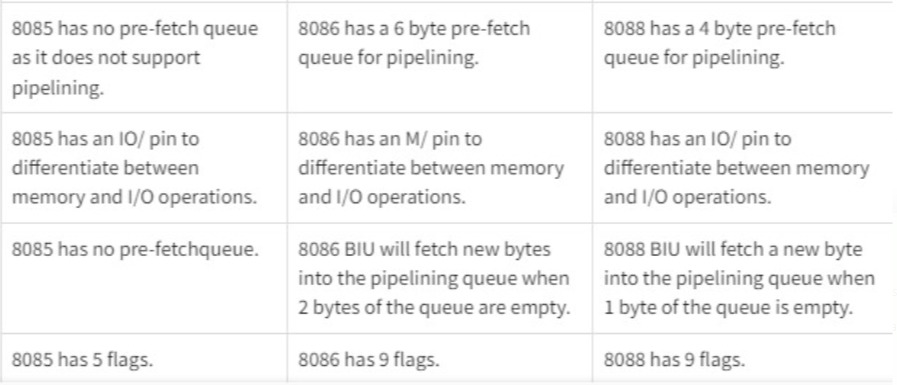 8085 has no pre-fetch queue
as it does not support
pipelining.
8086 has a 6 byte pre-fetch
queue for pipelining.
8088 has a 4 byte pre-fetch
queue for pipelining.
8085 has an IO/ pin to
differentiate between
memory and I/O operations.
8086 has an M/ pin to
differentiate between memory
and I/O operations.
8088 has an IO/ pin to
differentiate between memory
and I/O operations.
8085 has no pre-fetchqueue.
8086 BIU will fetch new bytes
into the pipelining queue when
2 bytes of the queue are empty.
8088 BIU will fetch a new byte
into the pipelining queue when
1 byte of the queue is empty.
8085 has 5 flags.
8086 has 9 flags.
8088 has 9 flags.